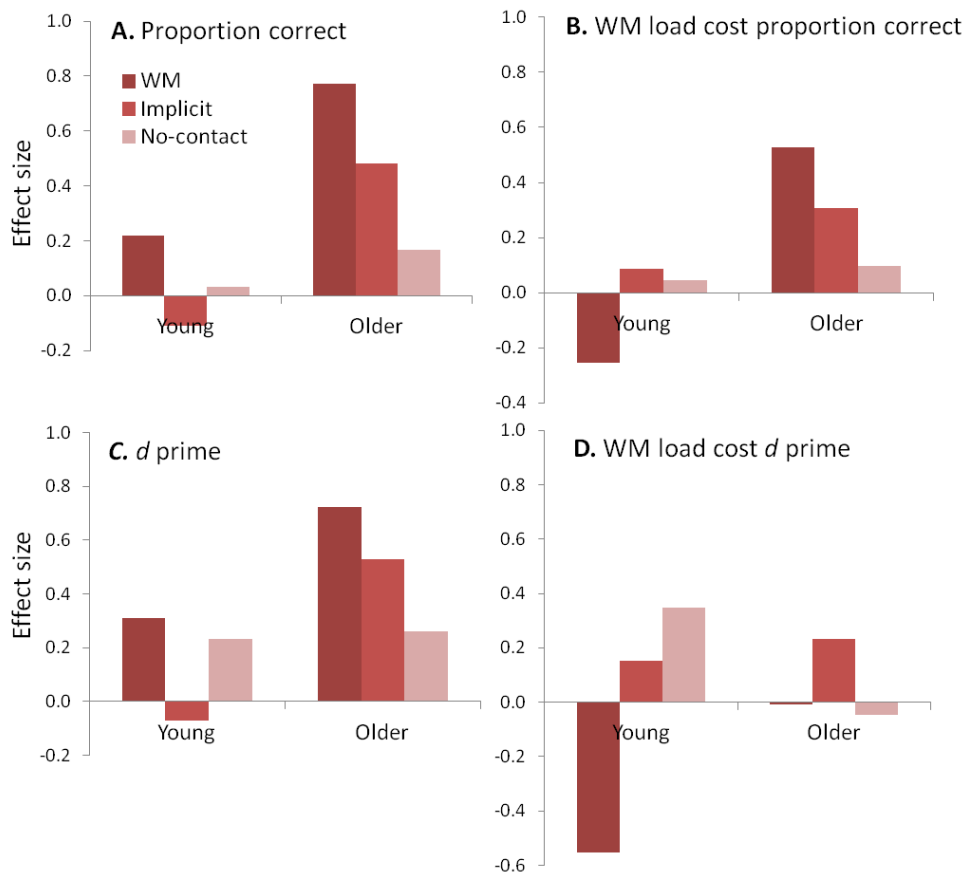 A. Proportion correct
WM
Implicit
No-contact
Effect size
1.0
0.8
0.6
0.4
0.2
0.0
-0.2
Young
Older
B. WM load cost proportion correct
1.0
0.8
0.6
0.4
0.2
0.0
-0.2
-0.4
Young
Older
C. d prime
Effect size
1.0
0.8
0.6
0.4
0.2
0.0
-0.2
Young
Older
D. WM load cost d prime
1.0
0.8
0.6
0.4
0.2
0.0
-0.2
-0.4
-0.6
Young
Older